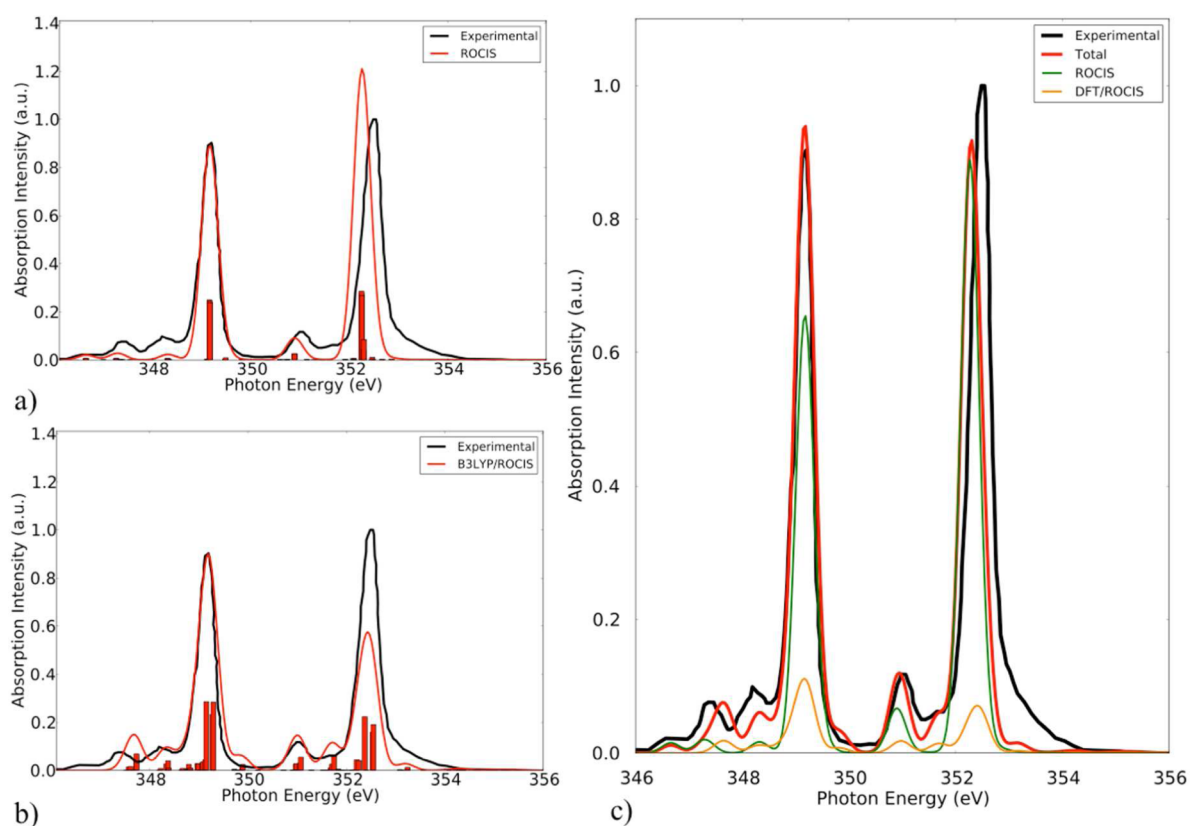 1.4
1.2
1.0
0.8
0.6
0.4
0.2
0.0
Absorption Intensity (a.u.)
Experimental
ROCIS
348
350
352
354
356
Photon Energy (eV)
a)
1.4
1.2
1.0
0.8
0.6
0.4
0.2
0.0
Absorption Intensity (a.u.)
Experimental
B3LYP/ROCIS
348
350
352
354
356
Photon Energy (eV)
b)
1.0
0.8
0.6
0.4
0.2
0.0
Absorption Intensity (a.u.)
Experimental
Total
ROCIS
DFT/ROCIS
346
348
350
352
354
356
Photon Energy (eV)
c)